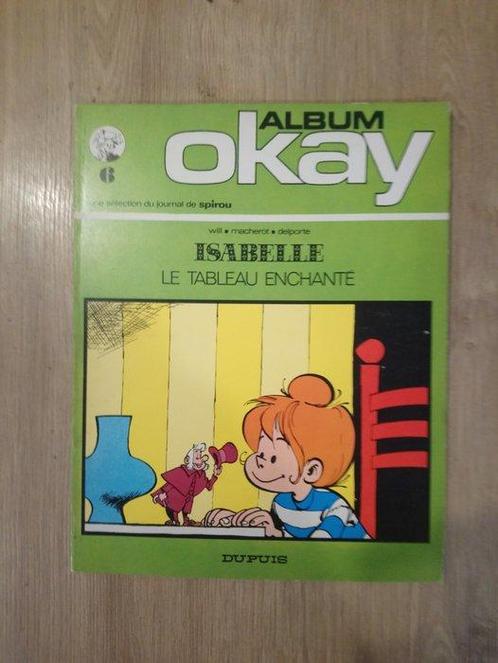 ALBUM
okay
6
une sélection du journal de spirou
will • macherot • delporte
ISABELLE
LE TABLEAU ENCHANTÉ
DUPUIS